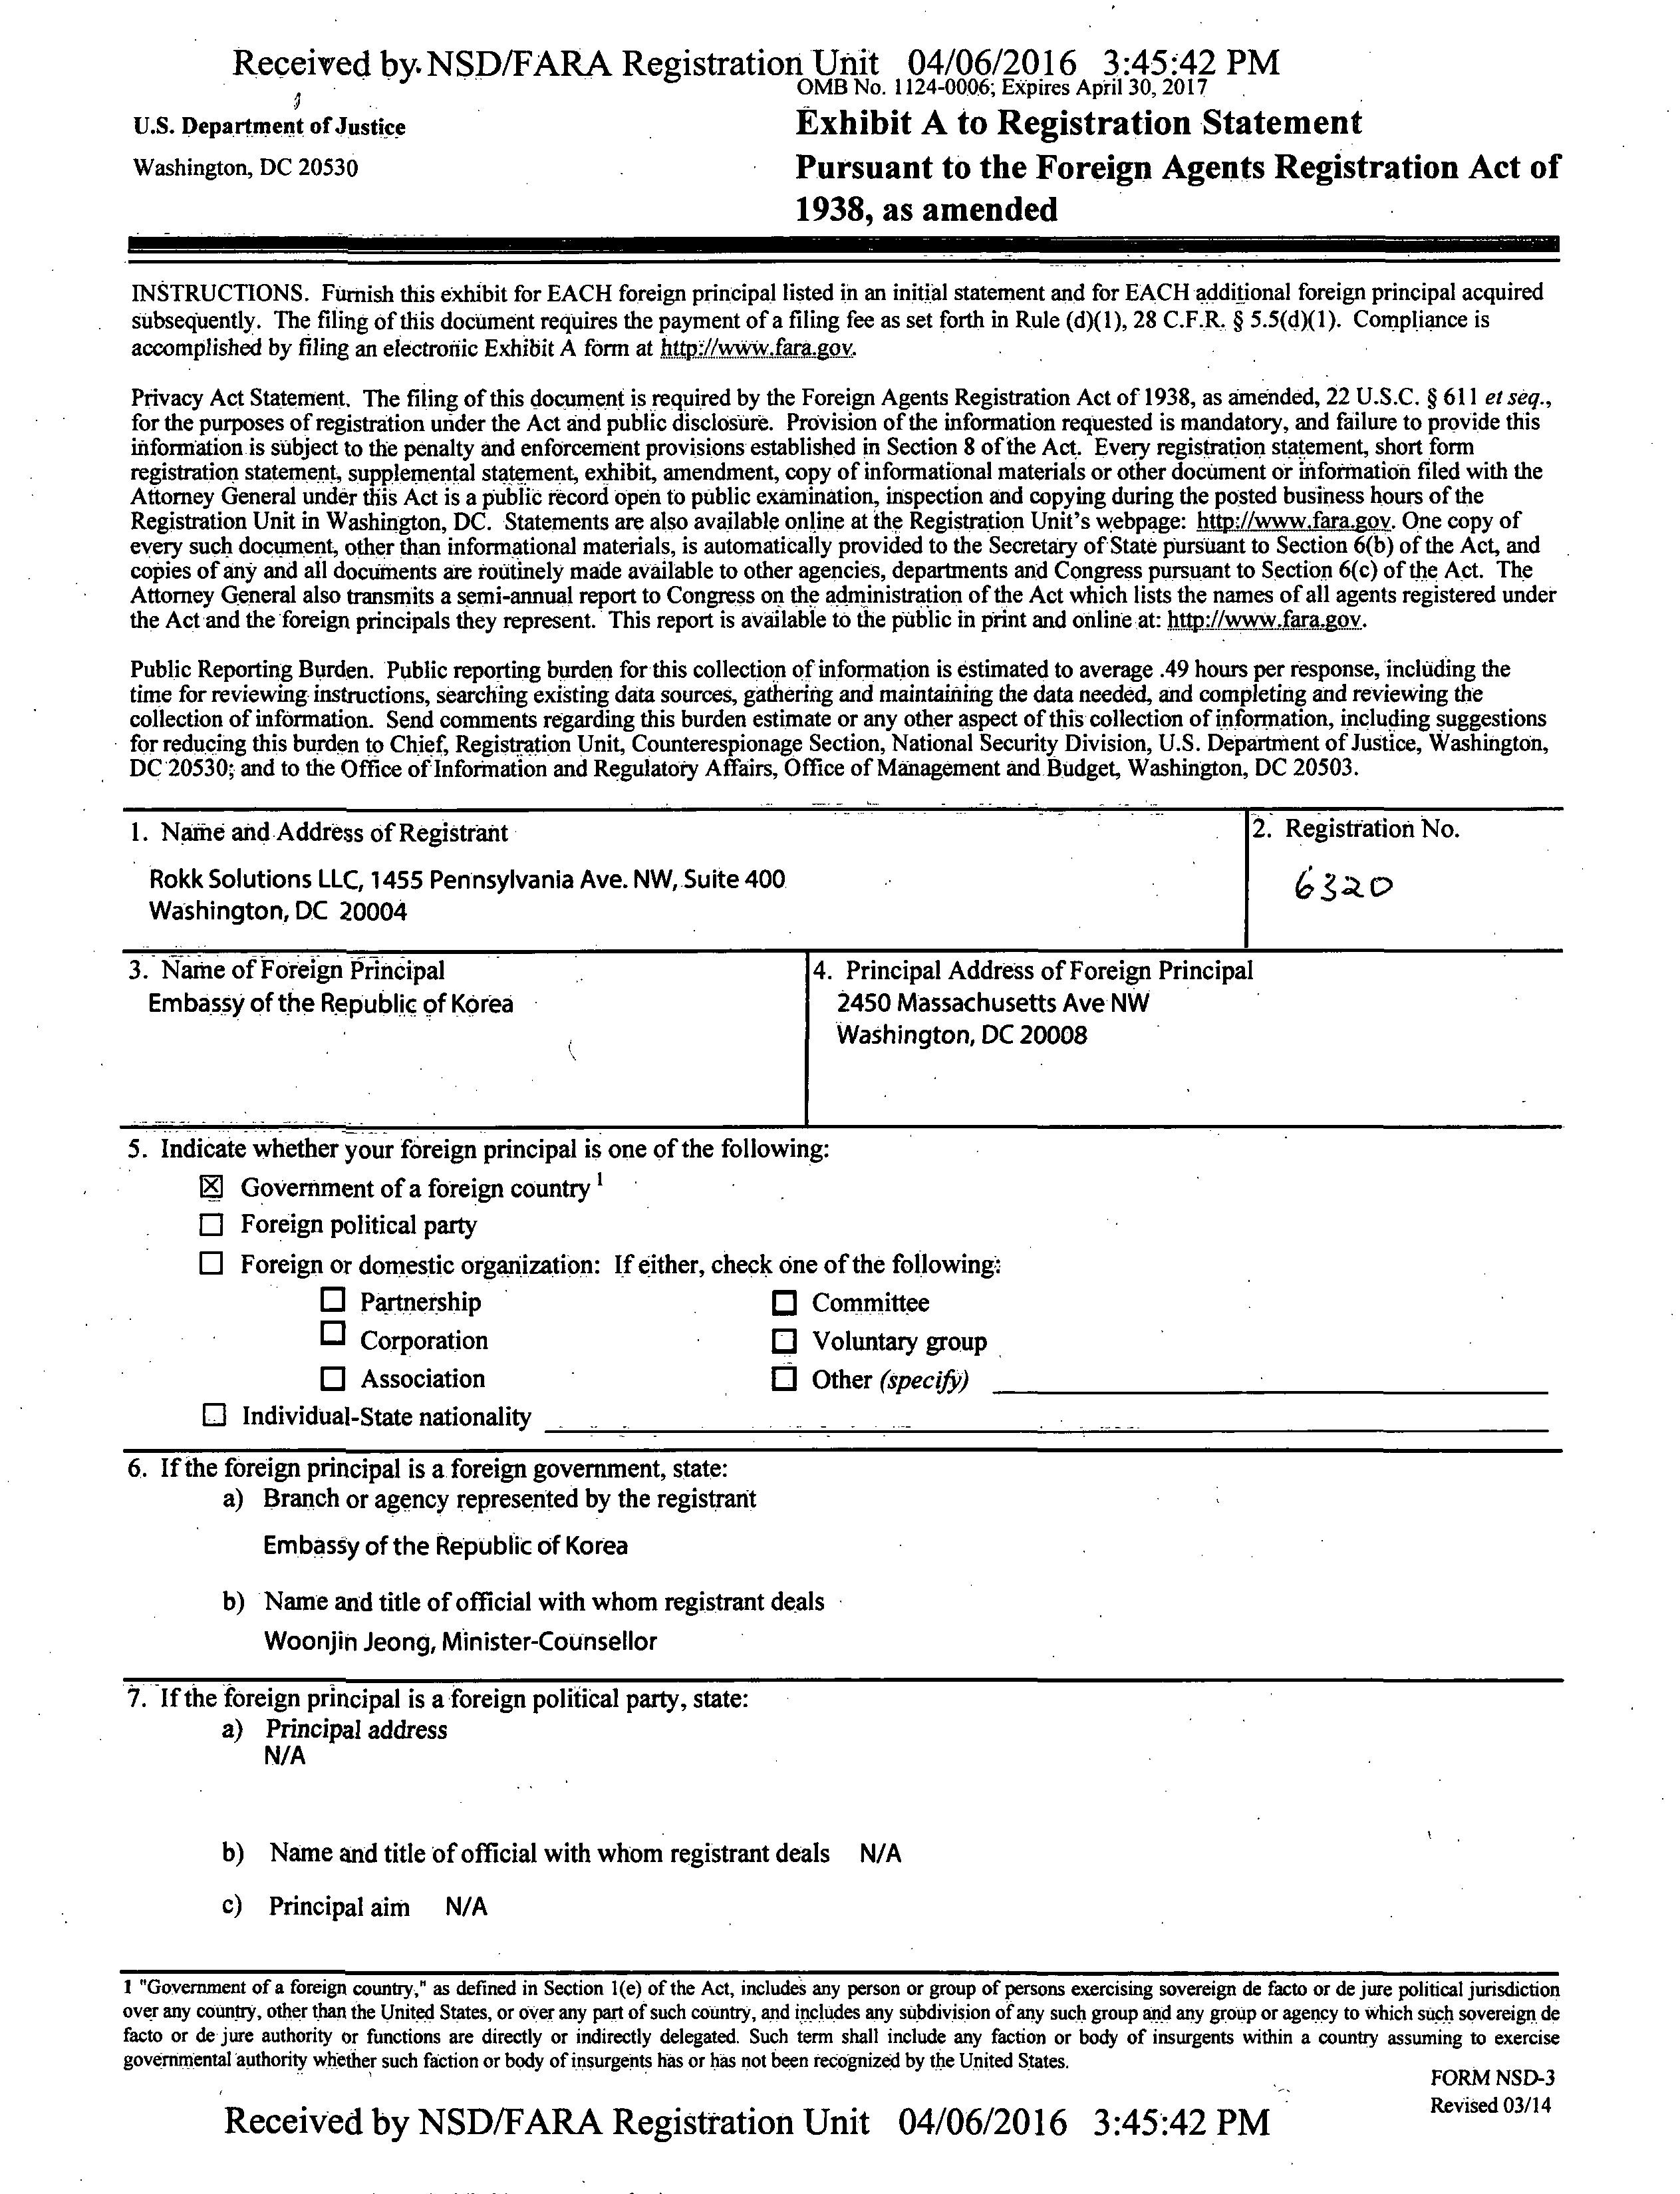 Received by NSD/FARA Registration Unit 04/06/2016 3:45:42 PM
OMB No. 1124-0006; Expires April 30, 2017
U.S. Department of Justice
Washington, DC 20530
Exhibit A to Registration Statement
Pursuant to the Foreign Agents Registration Act of
1938, as amended
INSTRUCTIONS. Furnish this exhibit for EACH foreign principal listed in an initial statement and for EACH additional foreign principal acquired
subsequently. The filing of this document requires the payment of a filing fee as set forth in Rule (d)(1), 28 C.F.R. § 5.5(d)(1). Compliance is
accomplished by filing an electronic Exhibit A form at http://www.fara.gov.
Privacy Act Statement. The filing of this document is required by the Foreign Agents Registration Act of 1938, as amended, 22 U.S.C. § 611 et seq.,
for the purposes of registration under the Act and public disclosure. Provision of the information requested is mandatory, and failure to provide this
information is subject to the penalty and enforcement provisions established in Section 8 of the Act. Every registration statement, short form
registration statement, supplemental statement, exhibit, amendment, copy of informational materials or other document or information filed with the
Attorney General under this Act is a public record open to public examination, inspection and copying during the posted business hours of the
Registration Unit in Washington, DC. Statements are also available online at the Registration Unit's webpage: http://www.fara.gov. One copy of
every such document, other than informational materials, is automatically provided to the Secretary of State pursuant to Section 6(b) of the Act, and
copies of any and all documents are routinely made available to other agencies, departments and Congress pursuant to Section 6(c) of the Act. The
Attorney General also transmits a semi-annual report to Congress on the administration of the Act which lists the names of all agents registered under
the Act and the foreign principals they represent. This report is available to the public in print and online at: http://www.fara.gov.
Public Reporting Burden. Public reporting burden for this collection of information is estimated to average .49 hours per response, including the
time for reviewing instructions, searching existing data sources, gathering and maintaining the data needed, and completing and reviewing the
collection of information. Send comments regarding this burden estimate or any other aspect of this collection of information, including suggestions
for reducing this burden to Chief, Registration Unit, Counterespionage Section, National Security Division, U.S. Department of Justice, Washington,
DC 20530; and to the Office of Information and Regulatory Affairs, Office of Management and Budget, Washington, DC 20503.
1. Name and Address of Registrant
Rokk Solutions LLC, 1455 Pennsylvania Ave. NW, Suite 400
Washington, DC 20004
2. Registration No.
6320
3. Name of Foreign Principal
Embassy of the Republic of Korea
4. Principal Address of Foreign Principal
2450 Massachusetts Ave NW
Washington, DC 20008
5. Indicate whether your foreign principal is one of the following:
☒ Government of a foreign country 1
☐ Foreign political party
☐ Foreign or domestic organization: If either, check one of the following:
☐ Partnership ☐ Committee
☐ Corporation ☐ Voluntary group
☐ Association ☐ Other (specify)
☐ Individual-State nationality
6. If the foreign principal is a foreign government, state:
a) Branch or agency represented by the registrant
Embassy of the Republic of Korea
b) Name and title of official with whom registrant deals
Woonjin Jeong, Minister-Counsellor
7. If the foreign principal is a foreign political party, state:
a) Principal address
N/A
b) Name and title of official with whom registrant deals N/A
c) Principal aim N/A
1 "Government of a foreign country," as defined in Section 1(e) of the Act, includes any person or group of persons exercising sovereign de facto or de jure political jurisdiction
over any country, other than the United States, or over any part of such country, and includes any subdivision of any such group and any group or agency to which such sovereign de
facto or de jure authority or functions are directly or indirectly delegated. Such term shall include any faction or body of insurgents within a country assuming to exercise
governmental authority whether such faction or body of insurgents has or has not been recognized by the United States.
FORM NSD-3
Revised 03/14
Received by NSD/FARA Registration Unit 04/06/2016 3:45:42 PM